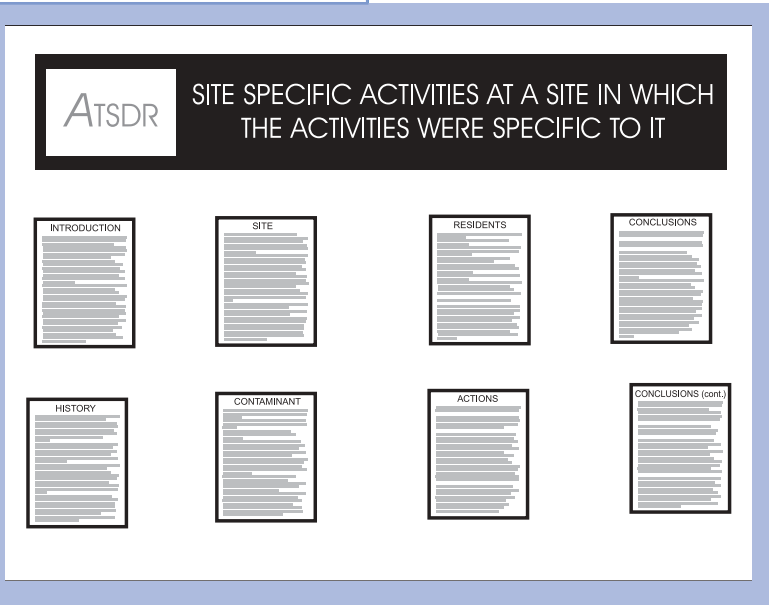 ATSDR
SITE SPECIFIC ACTIVITIES AT A SITE IN WHICH
THE ACTIVITIES WERE SPECIFIC TO IT
INTRODUCTION
SITE
RESIDENTS
CONCLUSIONS
HISTORY
CONTAMINANT
ACTIONS
CONCLUSIONS (cont.)